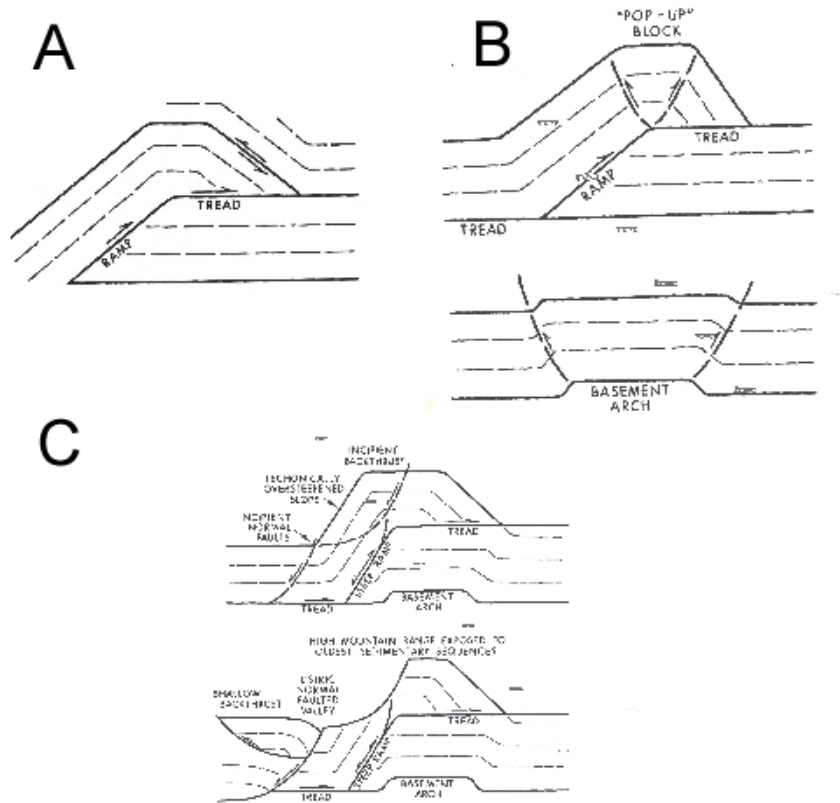 A
TREAD
RAMP
B
"POP-UP"
BLOCK
TREAD
RAMP
TREAD
BASEMENT
ARCH
C
INCIPIENT
BACKTHRUST
TECHONICALLY
OVERSTEEPENED
SLOPE
INCIPIENT
NORMAL
FAULTS
TREAD
STEEP RAMP
BASEMENT
ARCH
TREAD
HIGH MOUNTAIN RANGE EXPOSED TO
OLDEST SEDIMENTARY SEQUENCES
LISTRIC
NORMAL
FAULTED
VALLEY
SHALLOW
BACKTHRUST
TREAD
STEEP RAMP
BASEMENT
ARCH
TREAD